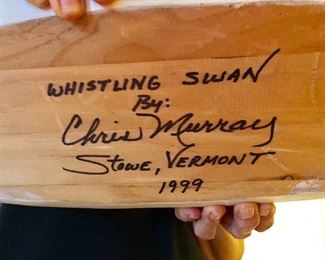 WHISTLING SWAN
By:
Chris Murray
Stowe, Vermont
1999